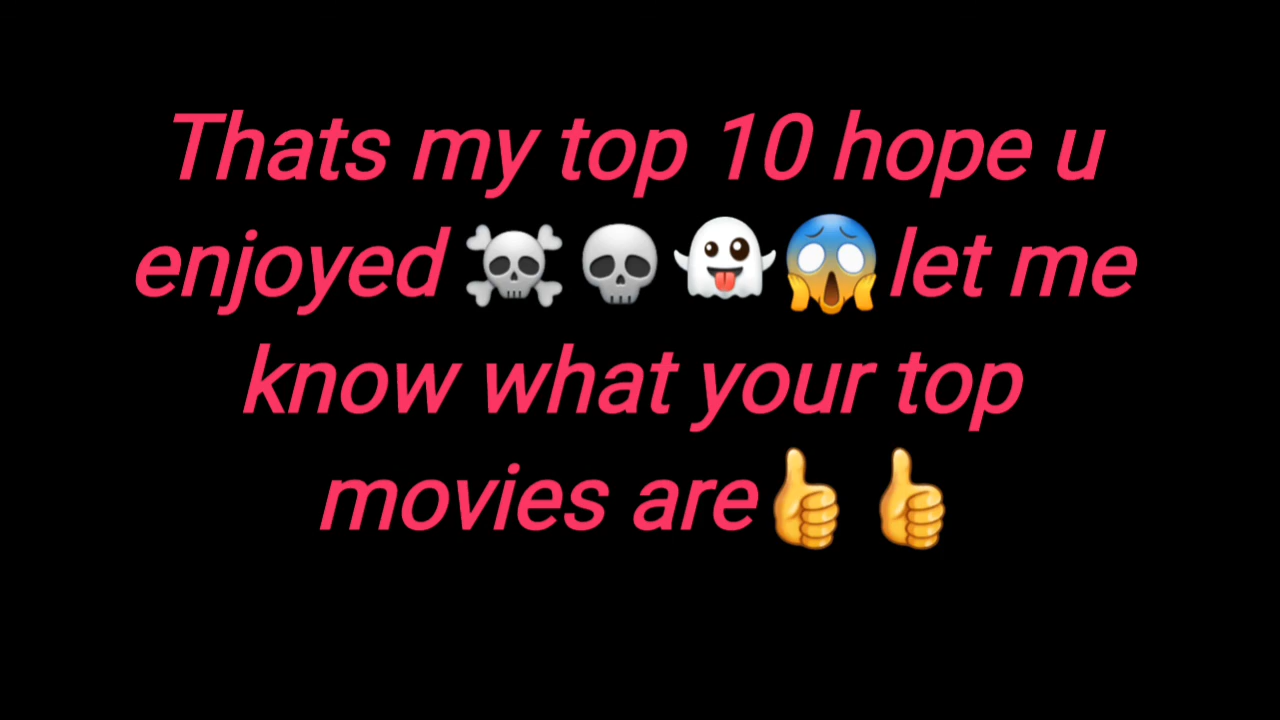 Thats my top 10 hope u
enjoyed ☠️💀👻😱let me
know what your top
movies are👍👍